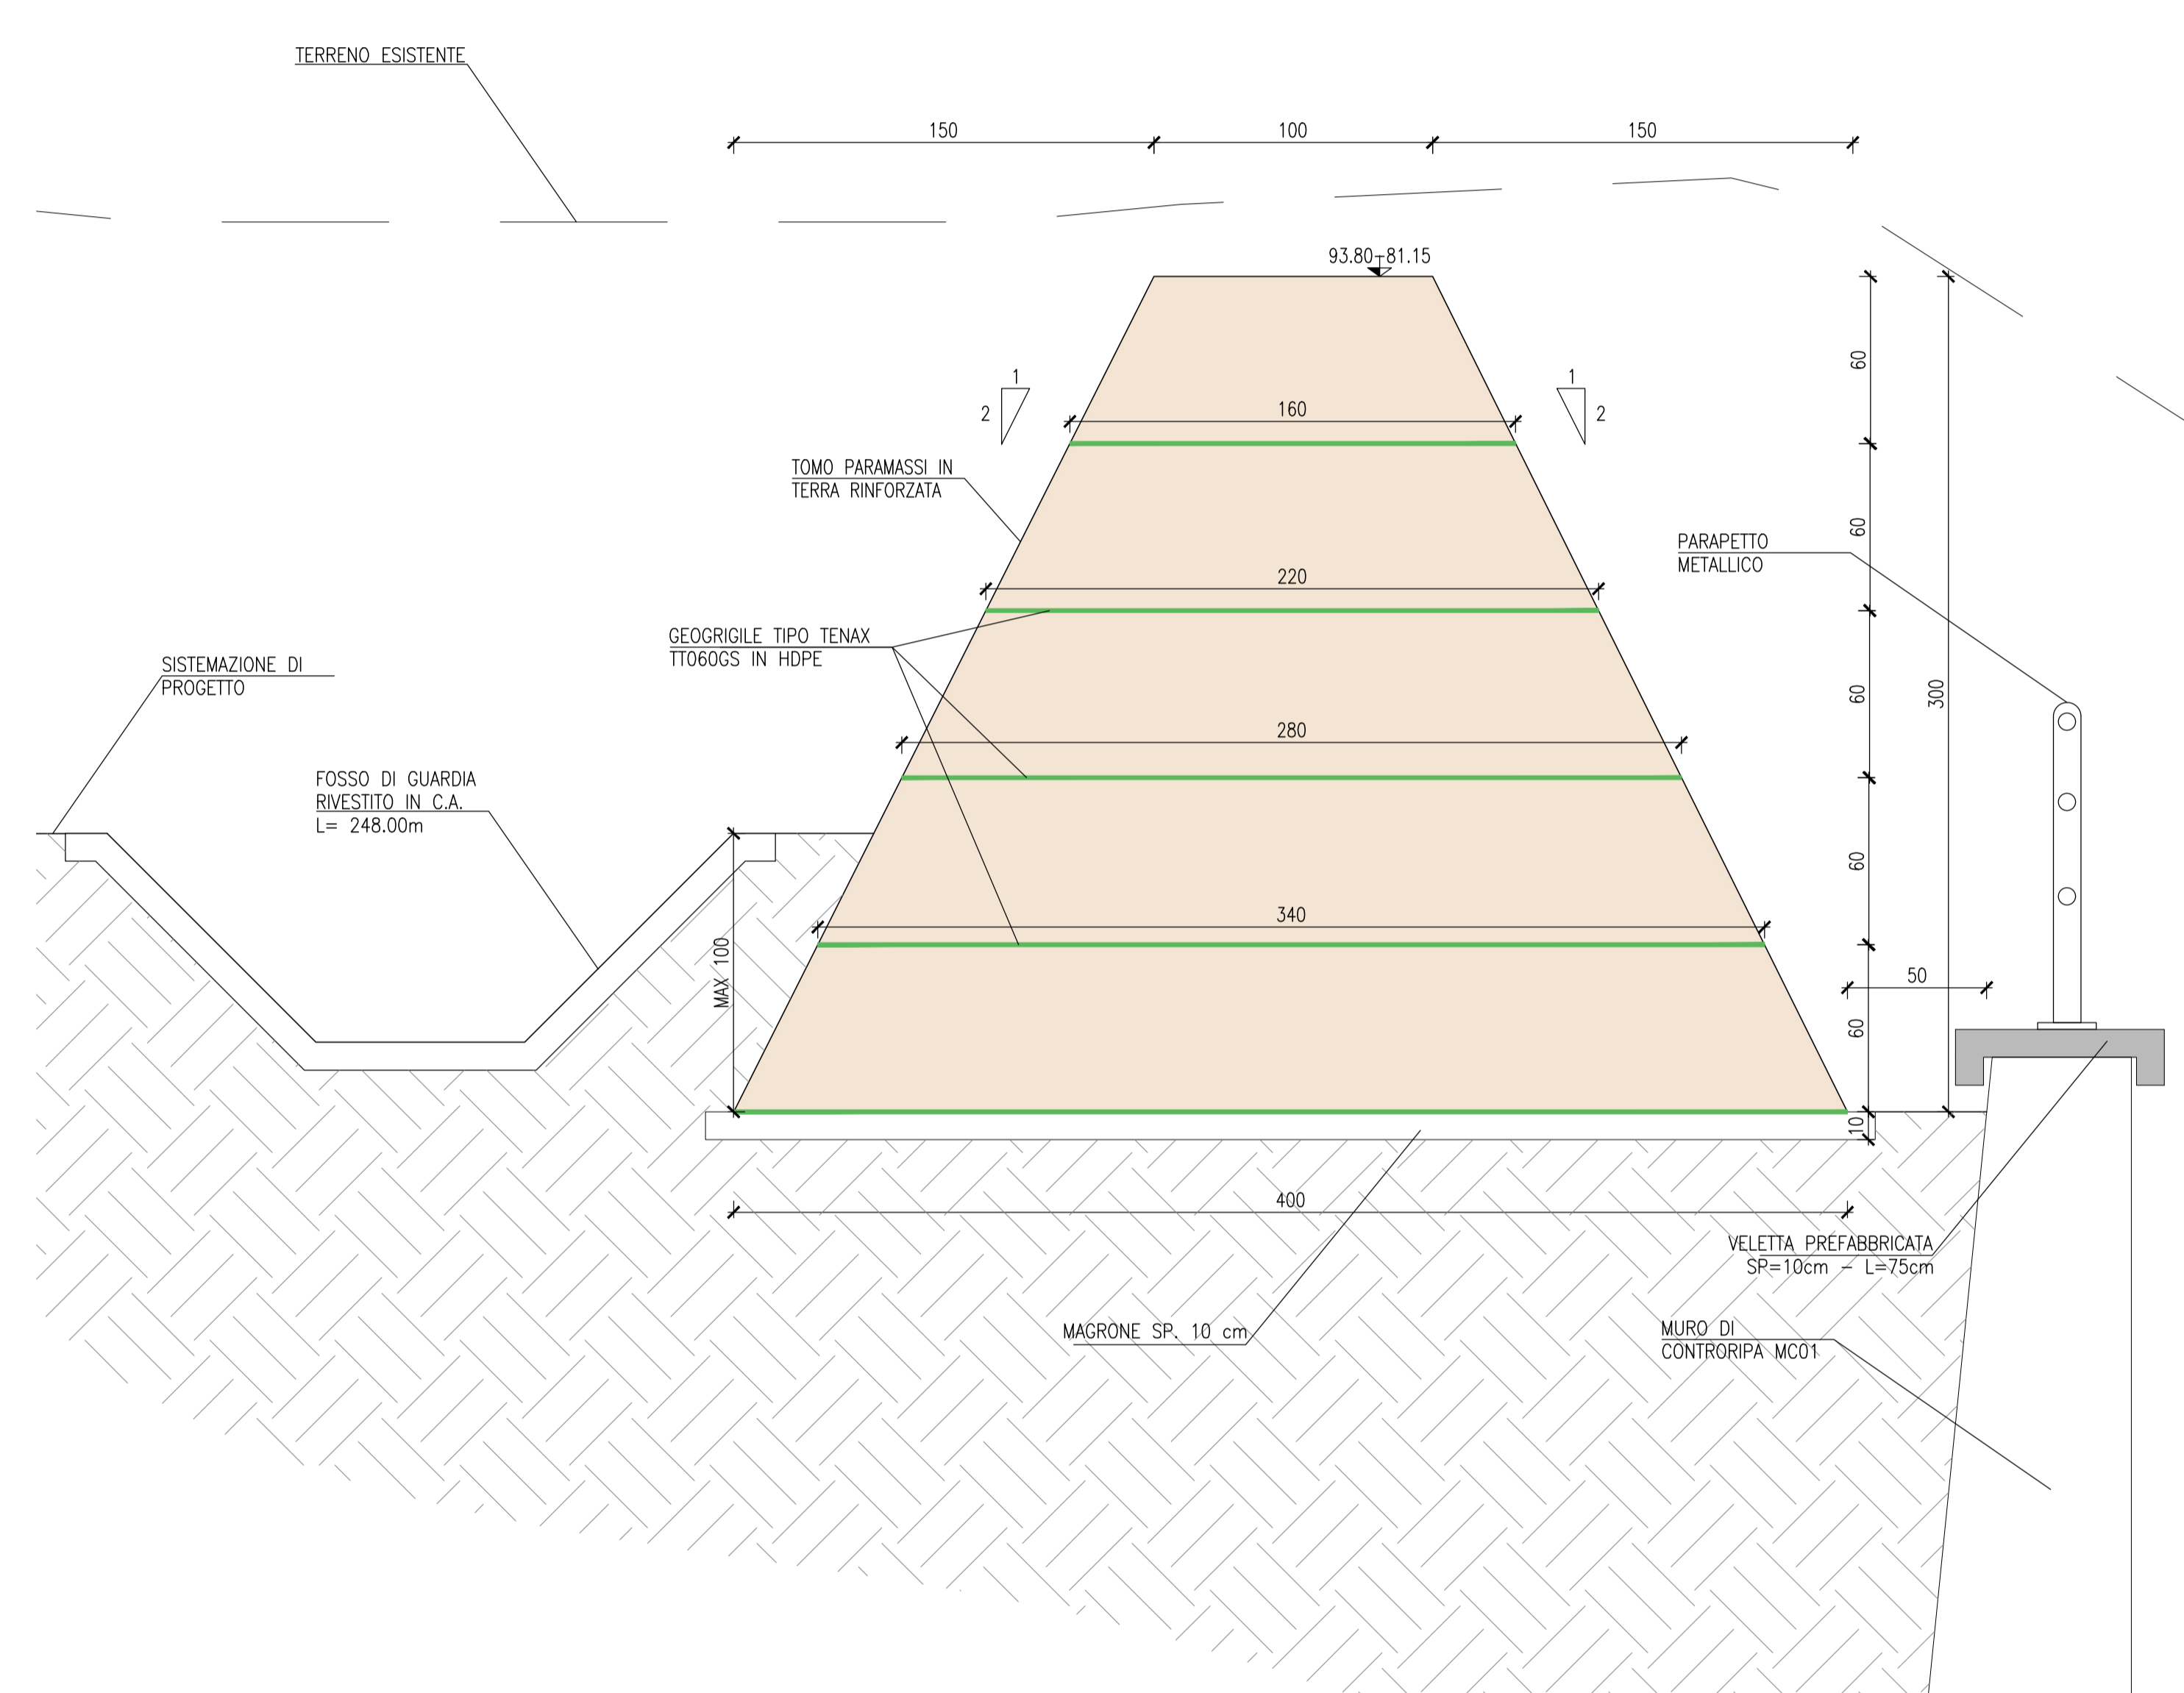 TERRENO ESISTENTE
150
100
150
93.80-81.15
1
2
1
2
160
60
TOMO PARAMASSI IN
TERRA RINFORZATA
60
PARAPETTO
METALLICO
220
GEOGRIGILE TIPO TENAX
TT060GS IN HDPE
SISTEMAZIONE DI
PROGETTO
60
300
280
FOSSO DI GUARDIA
RIVESTITO IN C.A.
L= 248.00m
60
340
MAX 100
50
60
10
400
VELETTA PREFABBRICATA
SP=10cm - L=75cm
MAGRONE SP. 10 cm
MURO DI
CONTRORIPA MC01